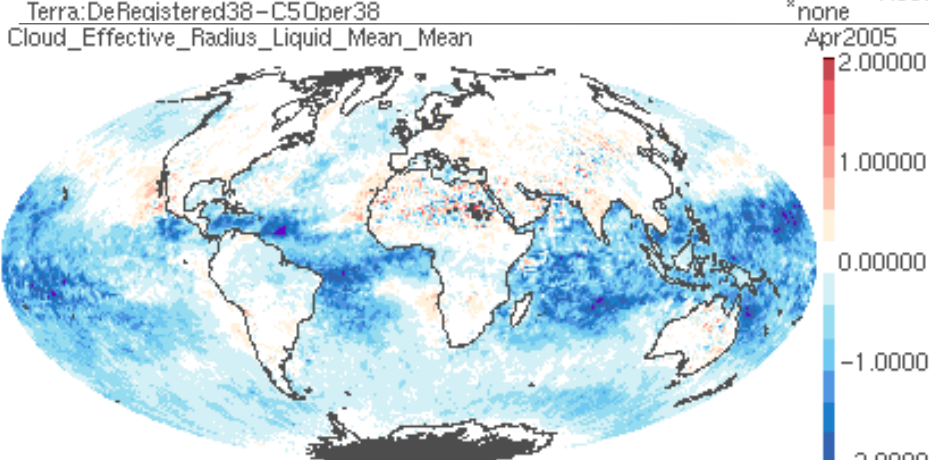 Terra:DeRegistered38-C5Oper38
*none
Cloud_Effective_Radius_Liquid_Mean_Mean
Apr2005
2.00000
1.00000
0.00000
-1.0000